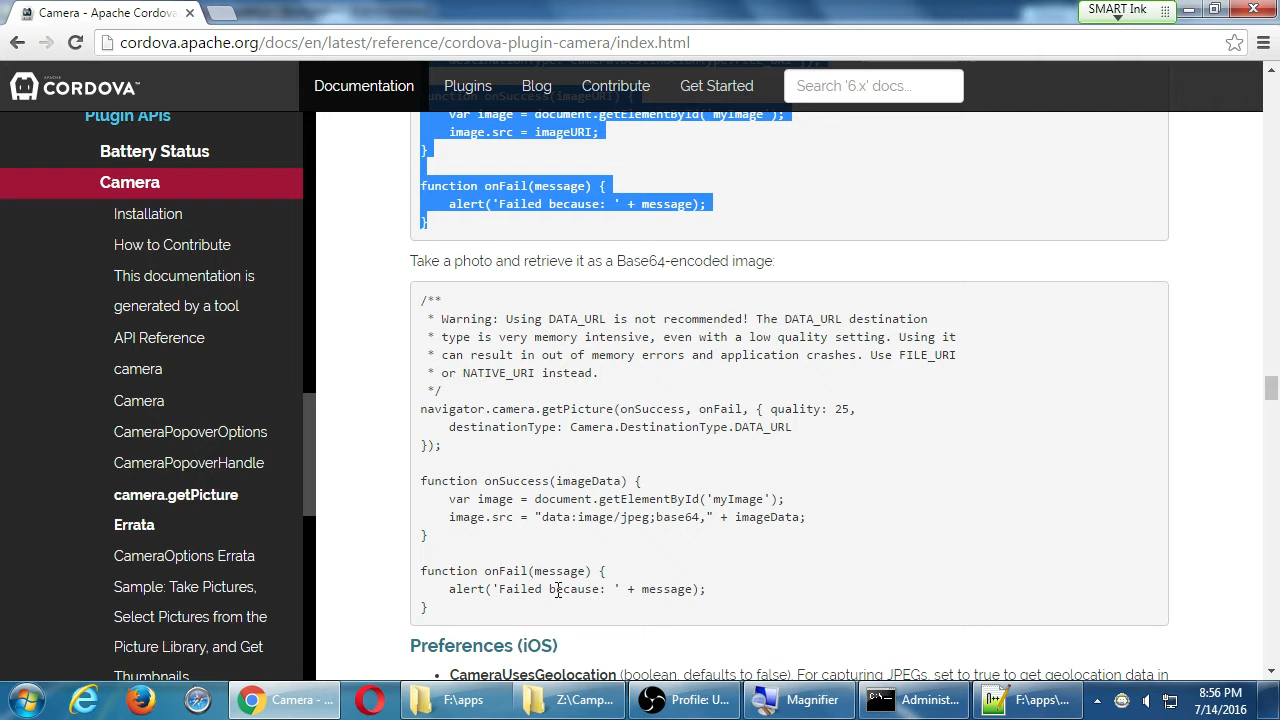 Camera - Apache Cordova
SMART Ink
cordova.apache.org/docs/en/latest/reference/cordova-plugin-camera/index.html
APACHE
CORDOVA™
Documentation
Plugins
Blog
Contribute
Get Started
Search '6.x' docs...
Plugin APIs
Battery Status
Camera
Installation
How to Contribute
This documentation is
generated by a tool
API Reference
camera
Camera
CameraPopoverOptions
CameraPopoverHandle
camera.getPicture
Errata
CameraOptions Errata
Sample: Take Pictures,
Select Pictures from the
Picture Library, and Get
Thumbnails
function onSuccess(imageURI) {
var image = document.getElementById('myImage');
image.src = imageURI;
}
function onFail(message) {
alert('Failed because: ' + message);
}
Take a photo and retrieve it as a Base64-encoded image:
/**
* Warning: Using DATA_URL is not recommended! The DATA_URL destination
* type is very memory intensive, even with a low quality setting. Using it
* can result in out of memory errors and application crashes. Use FILE_URI
* or NATIVE_URI instead.
*/
navigator.camera.getPicture(onSuccess, onFail, { quality: 25,
destinationType: Camera.DestinationType.DATA_URL
});
function onSuccess(imageData) {
var image = document.getElementById('myImage');
image.src = "data:image/jpeg;base64," + imageData;
}
function onFail(message) {
alert('Failed because: ' + message);
}
Preferences (iOS)
• CameraUsesGeolocation (boolean, defaults to false). For capturing JPEGs, set to true to get geolocation data in
Camera - ...
F:\apps
Z:\Camp...
Profile: U...
Magnifier
Administ...
F:\apps\...
8:56 PM
7/14/2016